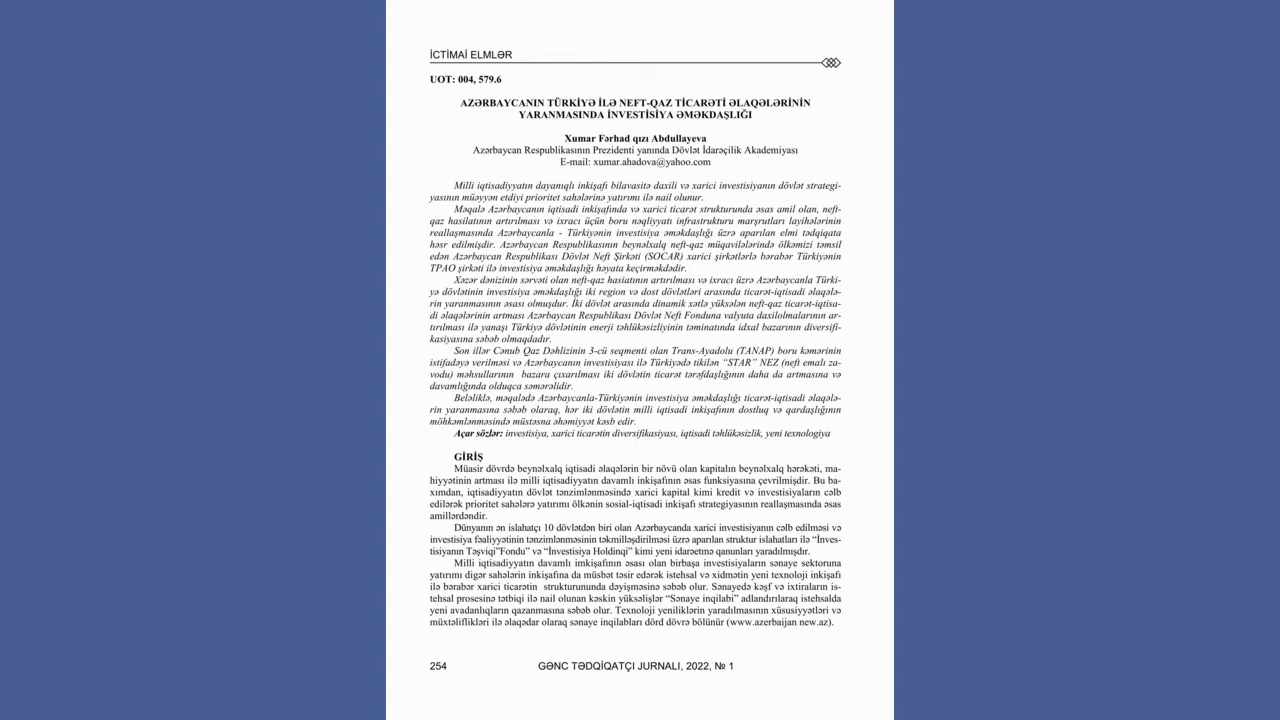 İCTİMAİ ELMLƏR
UOT: 004, 579.6
AZƏRBAYCANIN TÜRKİYƏ İLƏ NEFT-QAZ TİCARƏTİ ƏLAQƏLƏRİNİN
YARANMASINDA İNVESTİSİYA ƏMƏKDAŞLIĞI
Xumar Fərhad qızı Abdullayeva
Azərbaycan Respublikasının Prezidenti yanında Dövlət İdarəçilik Akademiyası
E-mail: xumar.ahadova@yahoo.com
Milli iqtisadiyyatın dayanıqlı inkişafı bilavasitə daxili və xarici investisiyanın dövlət strategi-
yasının müəyyən etdiyi prioritet sahələrinə yatırımı ilə nail olunur.
Məqalə Azərbaycanın iqtisadi inkişafında və xarici ticarət strukturunda əsas amil olan, neft-
qaz hasilatının artırılması və ixracı üçün boru nəqliyyatı infrastrukturu marşrutları layihələrinin
reallaşmasında Azərbaycanla - Türkiyənin investisiya əməkdaşlığı üzrə aparılan elmi tədqiqata
həsr edilmişdir. Azərbaycan Respublikasının beynəlxalq neft-qaz müqavilələrində ölkəmizi təmsil
edən Azərbaycan Respublikası Dövlət Neft Şirkəti (SOCAR) xarici şirkətlərlə bərabər Türkiyənin
TPAO şirkəti ilə investisiya əməkdaşlığı həyata keçirməkdədir.
Xəzər dənizinin sərvəti olan neft-qaz hasiatının artırılması və ixracı üzrə Azərbaycanla Türki-
yə dövlətinin investisiya əməkdaşlığı iki region və dost dövlətləri arasında ticarət-iqtisadi əlaqələ-
rin yaranmasının əsası olmuşdur. İki dövlət arasında dinamik xətlə yüksələn neft-qaz ticarət-iqtisa-
di əlaqələrinin artması Azərbaycan Respublikası Dövlət Neft Fonduna valyuta daxilolmalarının ar-
tırılması ilə yanaşı Türkiyə dövlətinin enerji təhlükəsizliyinin təminatında idxal bazarının diversifi-
kasiyasına səbəb olmaqdadır.
Son illər Cənub Qaz Dəhlizinin 3-cü seqmenti olan Trans-Ayadolu (TANAP) boru kəmərinin
istifadəyə verilməsi və Azərbaycanın investisiyası ilə Türkiyədə tikilən “STAR” NEZ (neft emalı za-
vodu) məhsullarının bazara çıxarılması iki dövlətin ticarət tərəfdaşlığının daha da artmasına və
davamlığında olduqca səmərəlidir.
Beləliklə, məqalədə Azərbaycanla-Türkiyənin investisiya əməkdaşlığı ticarət-iqtisadi əlaqələ-
rin yaranmasına səbəb olaraq, hər iki dövlətin milli iqtisadi inkişafının dostluq və qardaşlığının
möhkəmlənməsində müstəsna əhəmiyyət kəsb edir.
Açar sözlər: investisiya, xarici ticarətin diversifikasiyası, iqtisadi təhlükəsizlik, yeni texnologiya
GİRİŞ
Müasir dövrdə beynəlxalq iqtisadi əlaqələrin bir növü olan kapitalın beynəlxalq hərəkəti, ma-
hiyyətinin artması ilə milli iqtisadiyyatın davamlı inkişafının əsas funksiyasına çevrilmişdir. Bu ba-
xımdan, iqtisadiyyatın dövlət tənzimlənməsində xarici kapital kimi kredit və investisiyaların cəlb
edilərək prioritet sahələrə yatırımı ölkənin sosial-iqtisadi inkişafı strategiyasının reallaşmasında əsas
amillərdəndir.
Dünyanın ən islahatçı 10 dövlətdən biri olan Azərbaycanda xarici investisiyanın cəlb edilməsi və
investisiya fəaliyyətinin tənzimlənməsinin təkmilləşdirilməsi üzrə aparılan struktur islahatları ilə “İnves-
tisiyanın Təşviqi”Fondu” və “İnvestisiya Holdinqi” kimi yeni idarəetmə qanunları yaradılmışdır.
Milli iqtisadiyyatın davamlı imkişafının əsası olan birbaşa investisiyaların sənaye sektoruna
yatırımı digər sahələrin inkişafına da müsbət təsir edərək istehsal və xidmətin yeni texnoloji inkişafı
ilə bərabər xarici ticarətin strukturununda dəyişməsinə səbəb olur. Sənayedə kəşf və ixtiraların is-
tehsal prosesinə tətbiqi ilə nail olunan kəskin yüksəlişlər “Sənaye inqilabi” adlandırılaraq istehsalda
yeni avadanlıqların qazanmasına səbəb olur. Texnoloji yeniliklərin yaradılmasının xüsusiyyətləri və
müxtəliflikləri ilə əlaqədar olaraq sənaye inqilabları dörd dövrə bölünür (www.azerbaijan new.az).
254 GƏNC TƏDQİQATÇI JURNALI, 2022, № 1